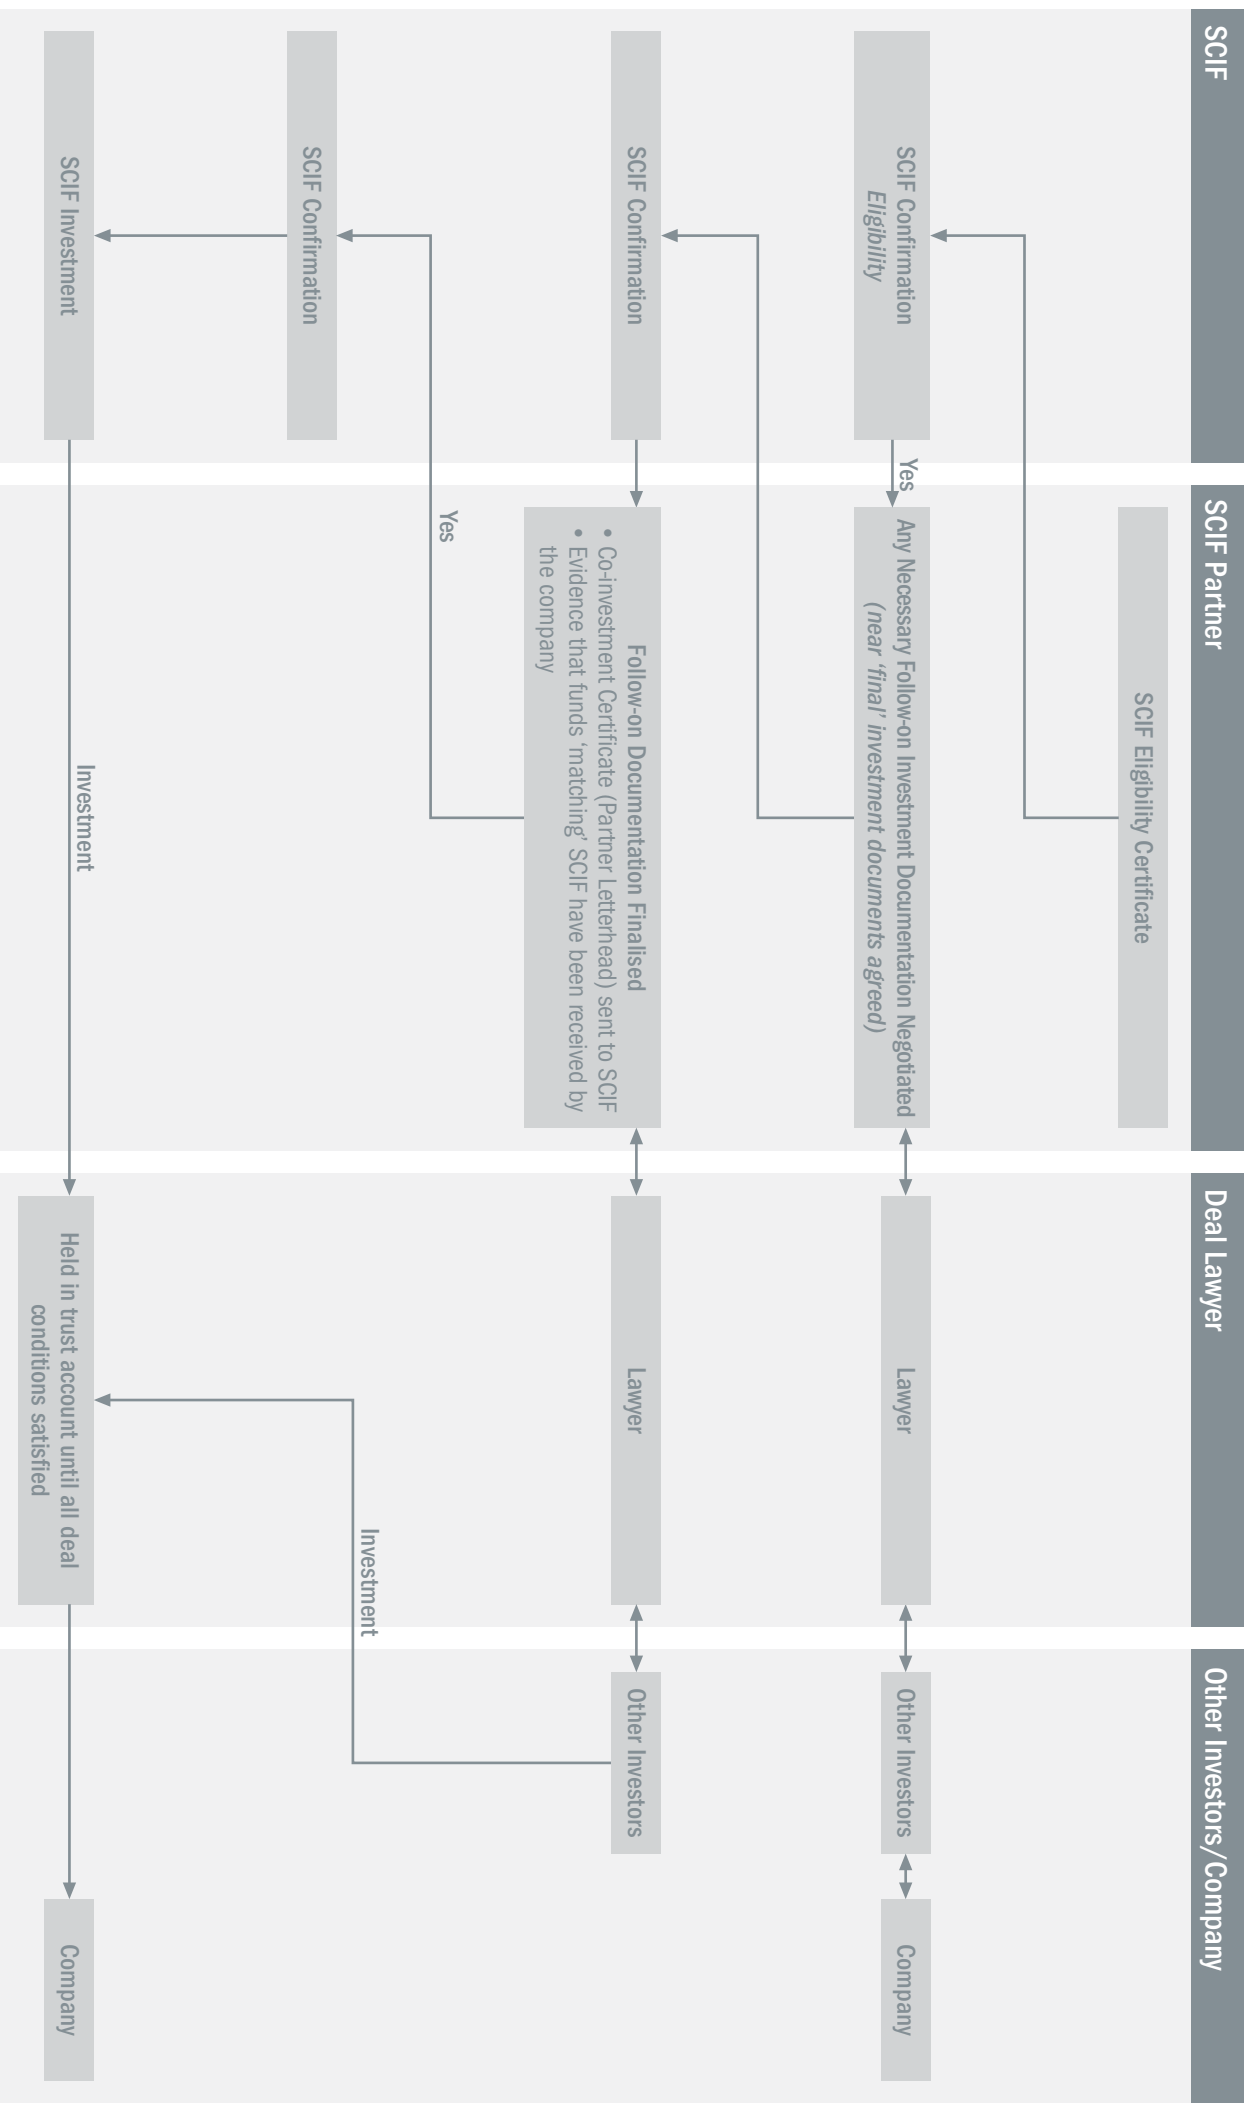 SCIF
SCIF Partner
Deal Lawyer
Other Investors/Company
SCIF Eligibility Certificate
SCIF Confirmation
Eligibility
Yes
Any Necessary Follow-on Investment Documentation Negotiated
(near ‘final’ investment documents agreed)
Lawyer
Other Investors
Company
SCIF Confirmation
Follow-on Documentation Finalised
• Co-investment Certificate (Partner Letterhead) sent to SCIF
• Evidence that funds ‘matching’ SCIF have been received by
the company
Lawyer
Other Investors
Yes
Investment
SCIF Confirmation
SCIF Investment
Investment
Held in trust account until all deal
conditions satisfied
Company